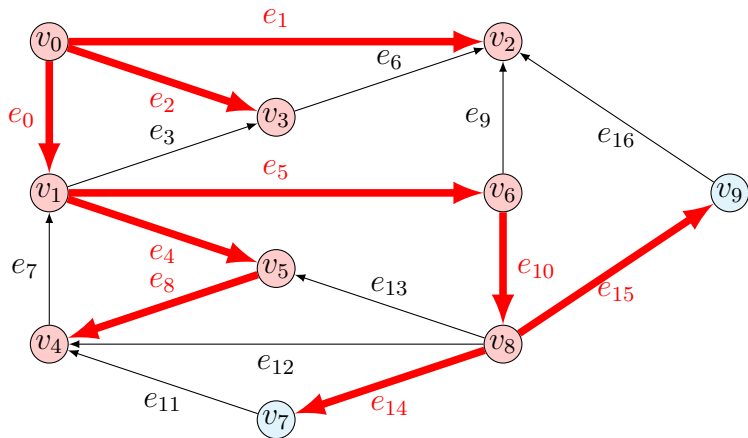 e₁
v₀ v₂
e₆
e₂
v₃
e₀ e₃ e₉ e₁₆
e₅
v₁ v₆ v₉
e₄
e₇ e₈ v₅ e₁₃ e₁₀ e₁₅
v₄ v₈
e₁₂
e₁₁ v₇ e₁₄